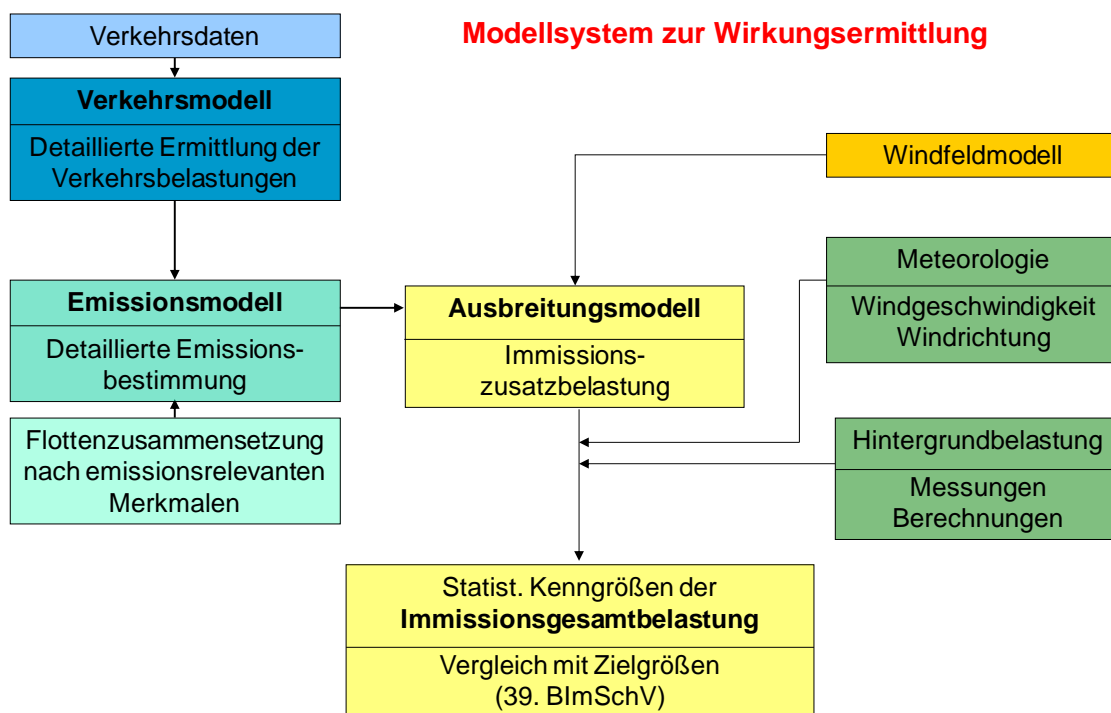 Verkehrsdaten
Modellsystem zur Wirkungsermittlung
Verkehrsmodell
Detaillierte Ermittlung der
Verkehrsbelastungen
Windfeldmodell
Meteorologie
Windgeschwindigkeit
Windrichtung
Emissionsmodell
Detaillierte Emissions-
bestimmung
Ausbreitungsmodell
Immissions-
zusatzbelastung
Flottenzusammensetzung
nach emissionsrelevanten
Merkmalen
Hintergrundbelastung
Messungen
Berechnungen
Statist. Kenngrößen der
Immissionsgesamtbelastung
Vergleich mit Zielgrößen
(39. BImSchV)